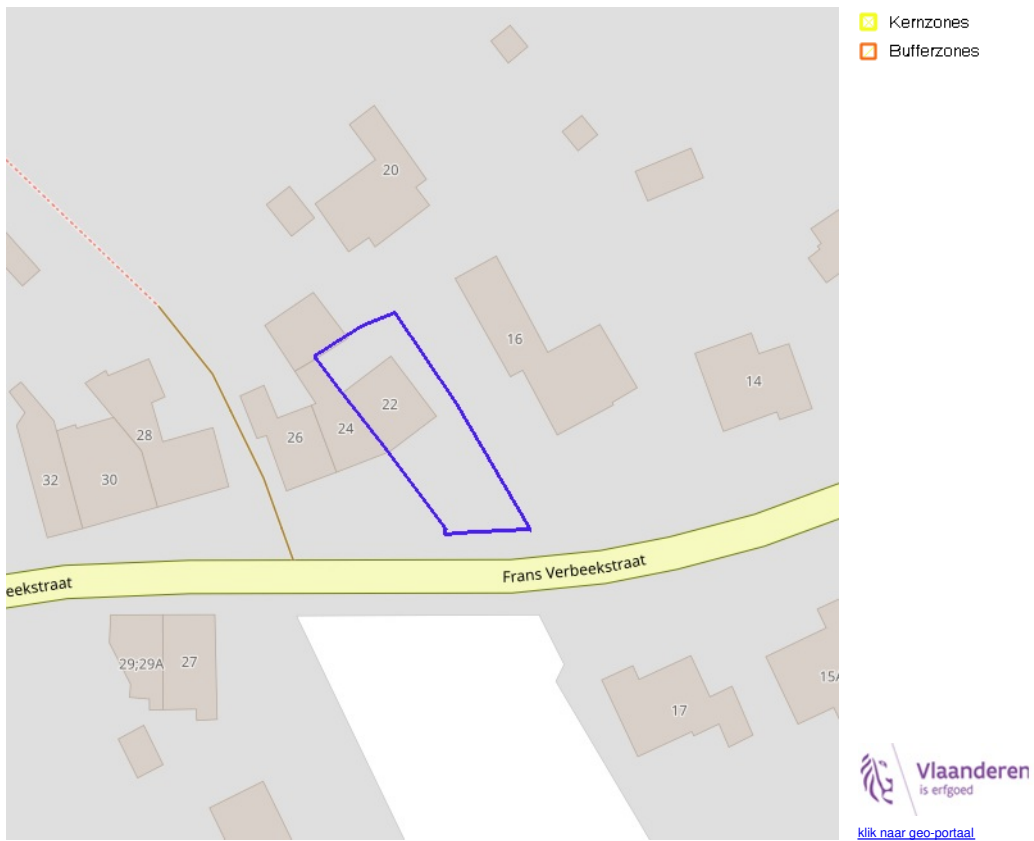 Kernzones
Bufferzones
20
16
14
22
24
26
28
30
32
Frans Verbeekstraat
eekstraat
29;29A
27
17
15A
Vlaanderen
is erfgoed
klik naar geo-portaal